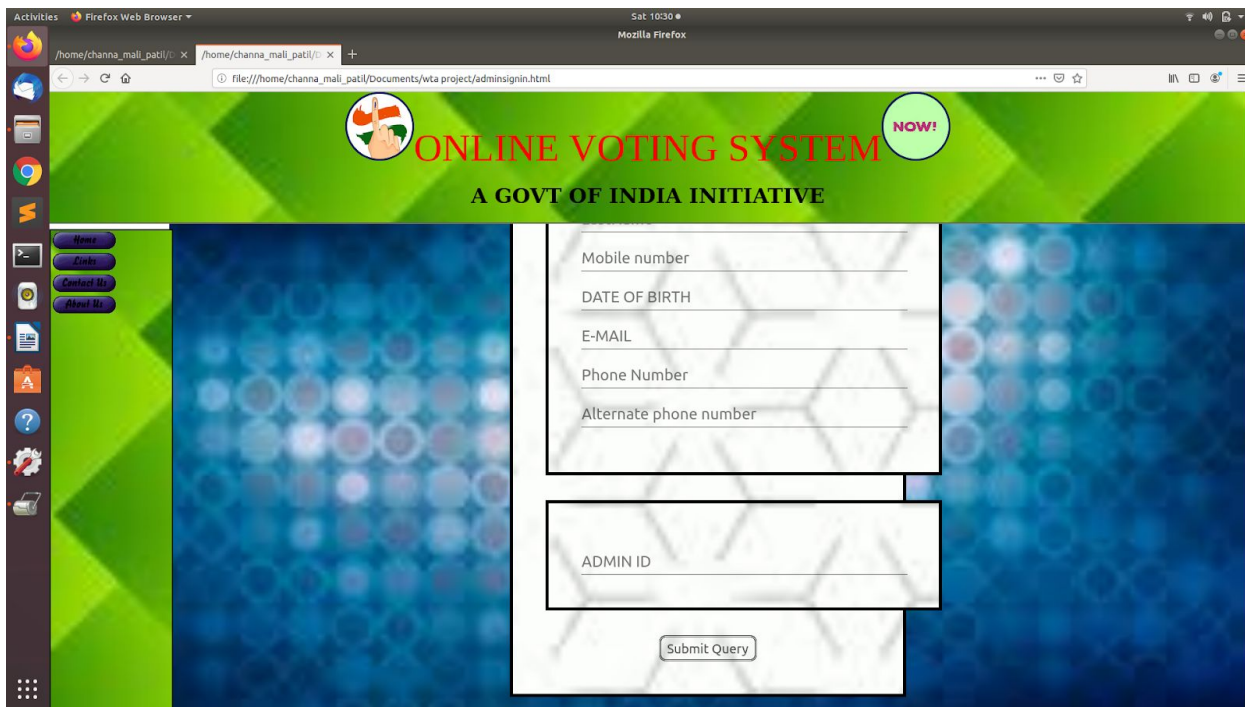 Activities Firefox Web Browser Sat 10:30
Mozilla Firefox
/home/channa_mali_patil/D × /home/channa_mali_patil/D × +
file:///home/channa_mali_patil/Documents/wta project/adminsignin.html
ONLINE VOTING SYSTEM NOW!
A GOVT OF INDIA INITIATIVE
Home
Links
Contact Us
About Us
Mobile number
DATE OF BIRTH
E-MAIL
Phone Number
Alternate phone number
ADMIN ID
Submit Query